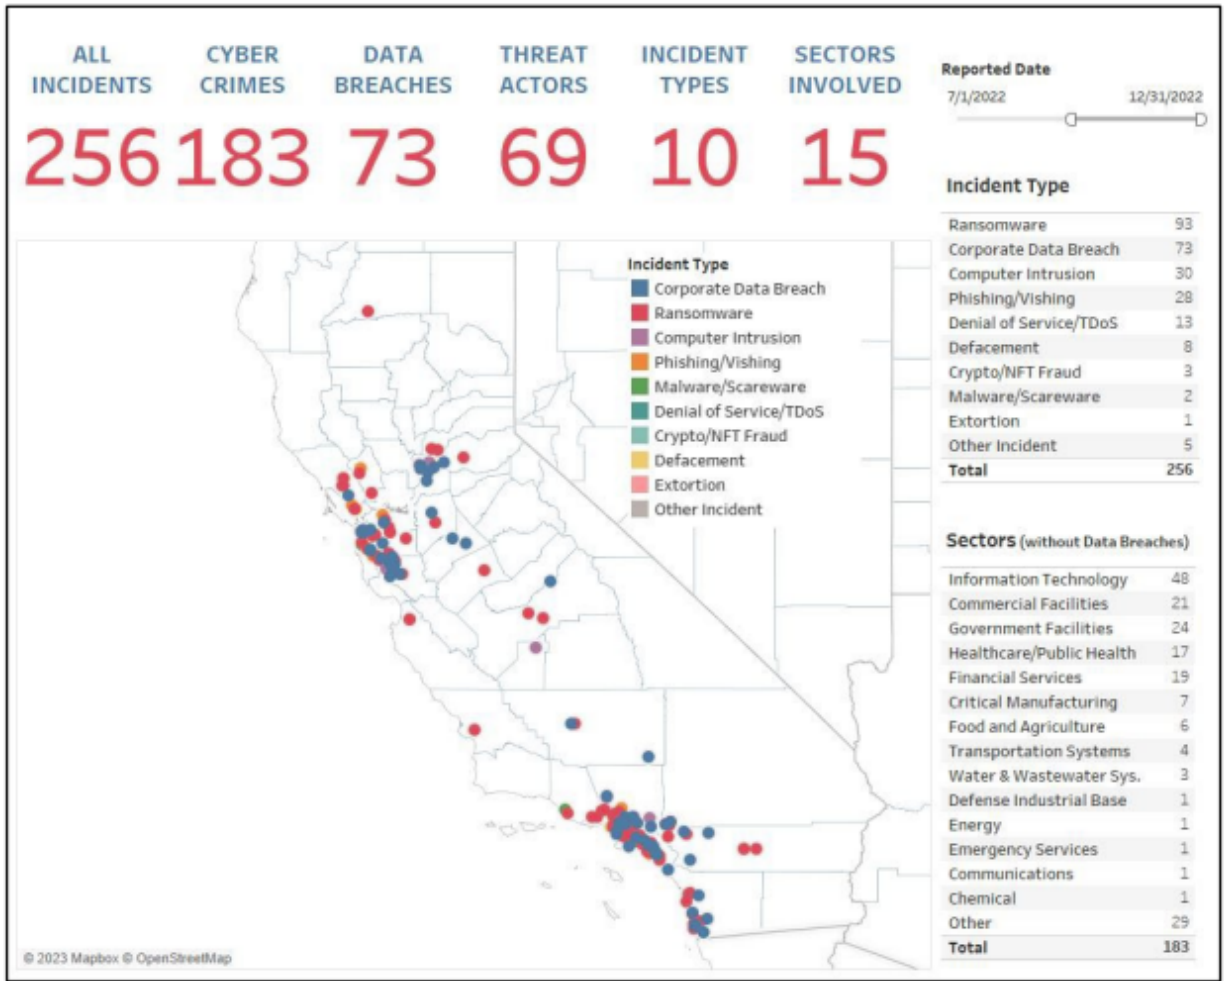 ALL
INCIDENTS
256
CYBER
CRIMES
183
DATA
BREACHES
73
THREAT
ACTORS
69
INCIDENT
TYPES
10
SECTORS
INVOLVED
15
Reported Date
7/1/2022 12/31/2022
Incident Type
Ransomware 93
Corporate Data Breach 73
Computer Intrusion 30
Phishing/Vishing 28
Denial of Service/TDoS 13
Defacement 8
Crypto/NFT Fraud 3
Malware/Scareware 2
Extortion 1
Other Incident 5
Total 256
Incident Type
Corporate Data Breach
Ransomware
Computer Intrusion
Phishing/Vishing
Malware/Scareware
Denial of Service/TDoS
Crypto/NFT Fraud
Defacement
Extortion
Other Incident
Sectors (without Data Breaches)
Information Technology 48
Commercial Facilities 21
Government Facilities 24
Healthcare/Public Health 17
Financial Services 19
Critical Manufacturing 7
Food and Agriculture 6
Transportation Systems 4
Water & Wastewater Sys. 3
Defense Industrial Base 1
Energy 1
Emergency Services 1
Communications 1
Chemical 1
Other 29
Total 183
© 2023 Mapbox © OpenStreetMap